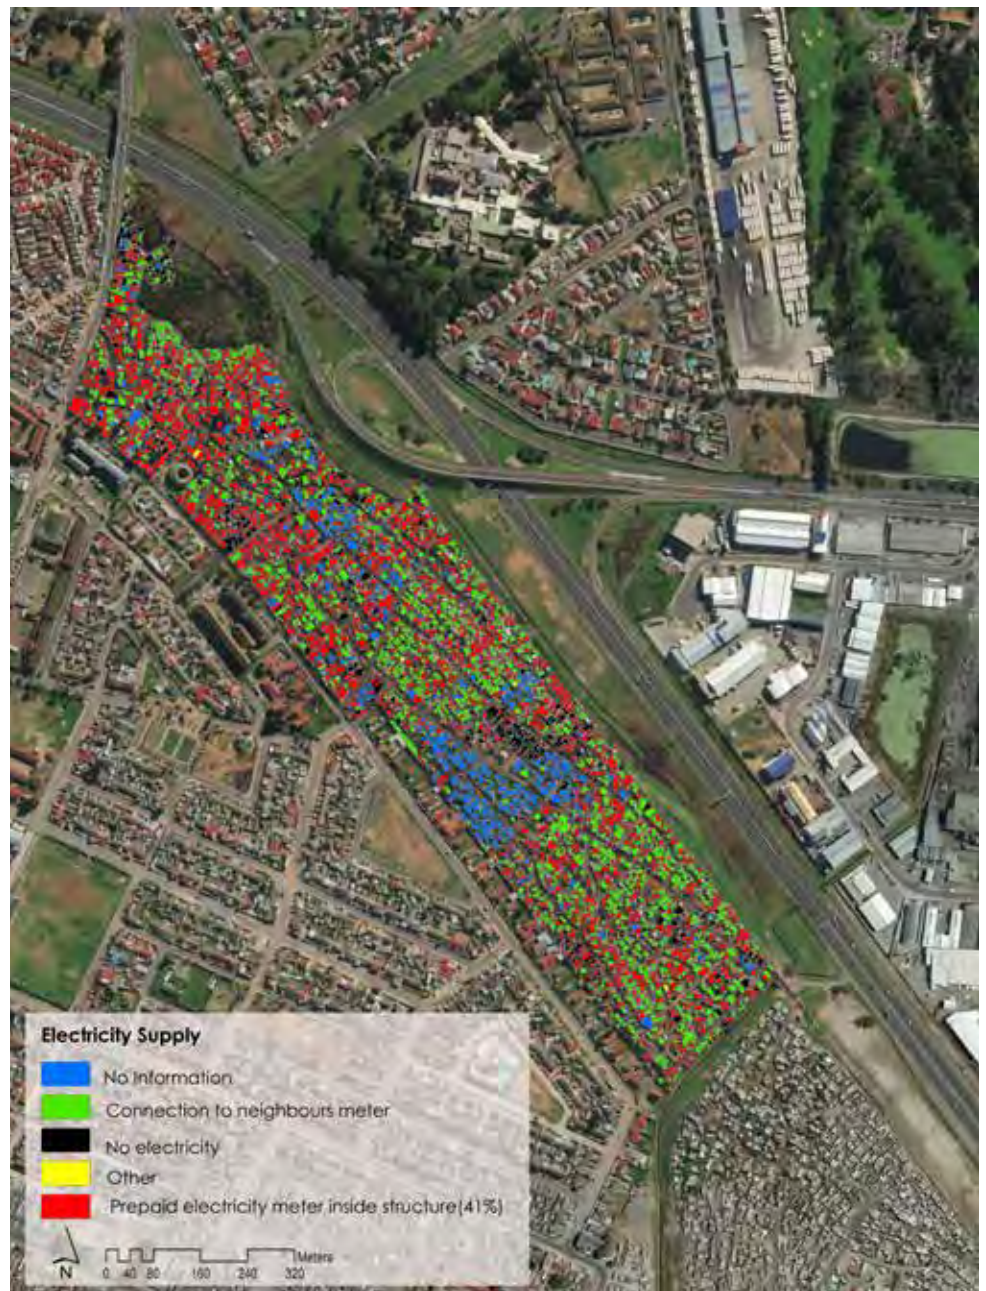 Electricity Supply
No Information
Connection to neighbours meter
No electricity
Other
Prepaid electricity meter inside structure(41%)
N
Meters
0 40 80 160 240 320